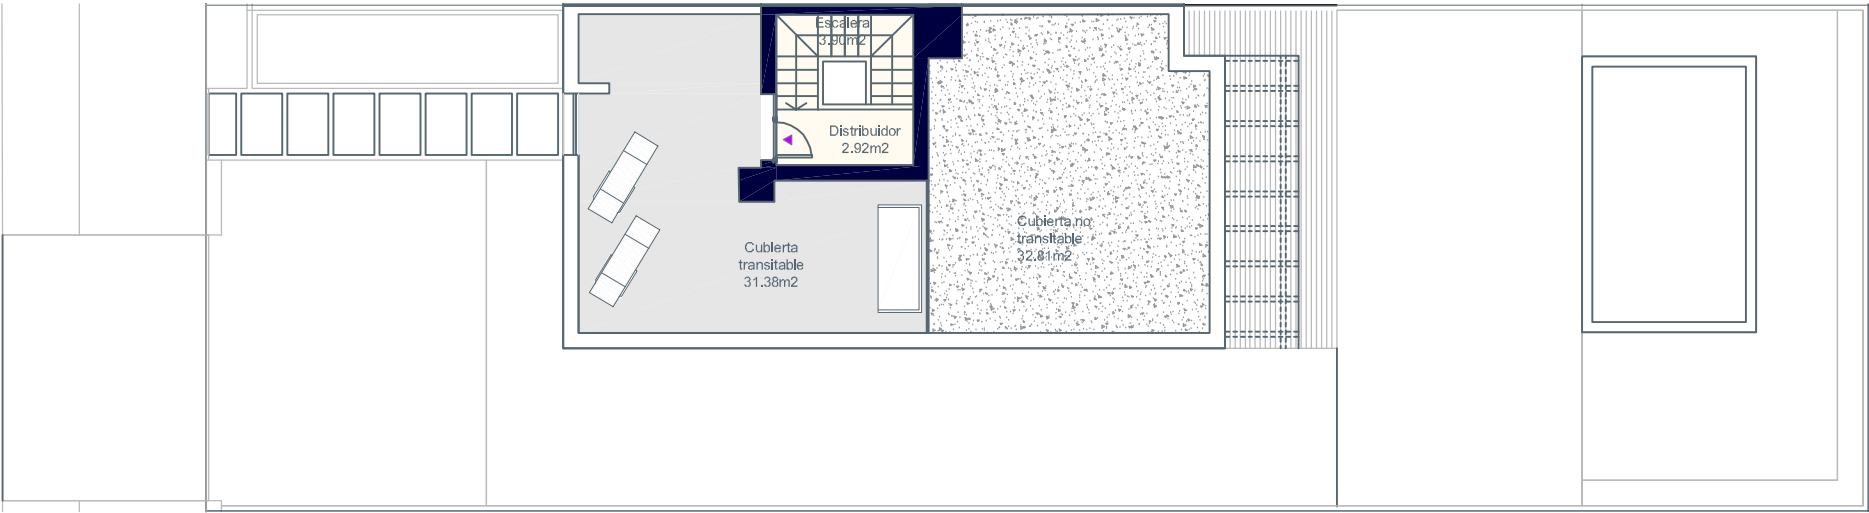 Escalera
3.90m2
Distribuidor
2.92m2
Cubierta no
transitable
32.81m2
Cubierta
transitable
31.38m2